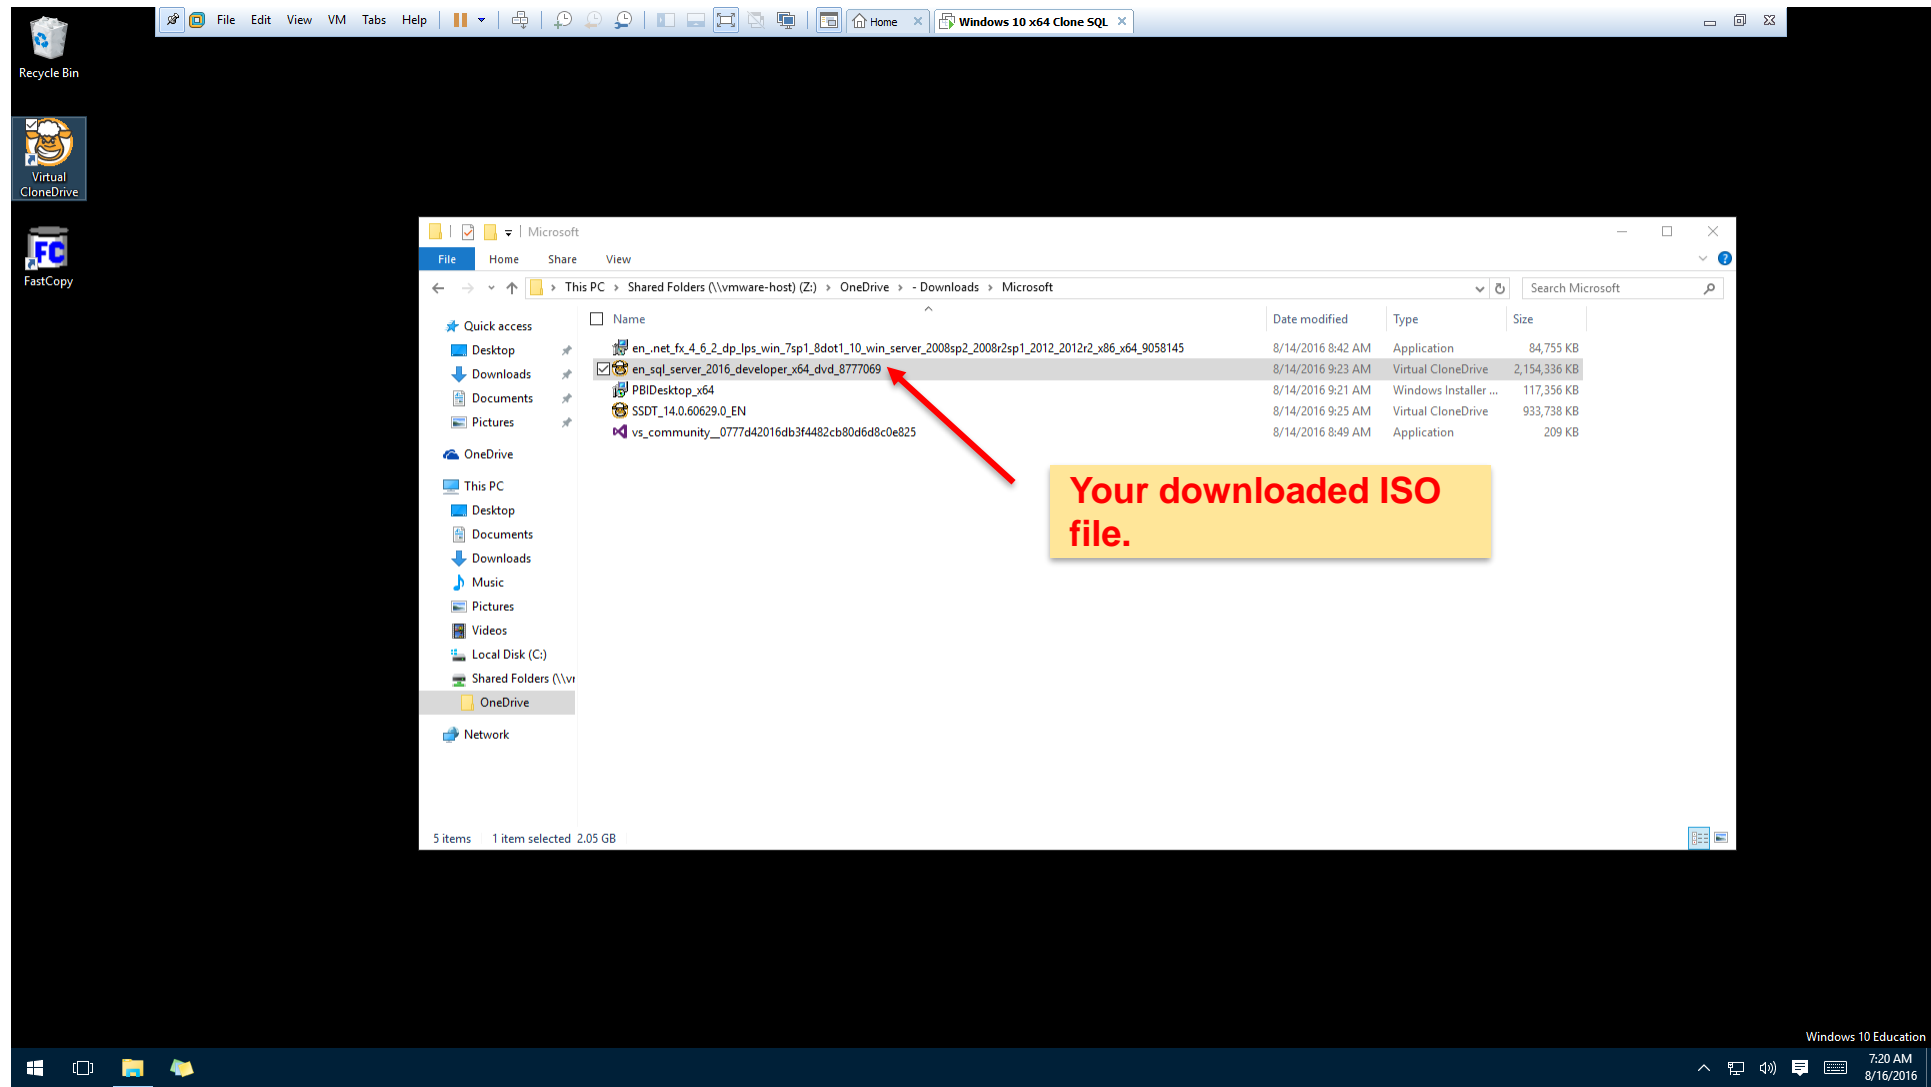 File Edit View VM Tabs Help Home Windows 10 x64 Clone SQL
Recycle Bin
Virtual
CloneDrive
FastCopy
Microsoft
File Home Share View
This PC > Shared Folders (\\vmware-host) (Z:) > OneDrive > - Downloads > Microsoft
Search Microsoft
Quick access
Desktop
Downloads
Documents
Pictures
OneDrive
This PC
Desktop
Documents
Downloads
Music
Pictures
Videos
Local Disk (C:)
Shared Folders (\\vr
OneDrive
Network
Name Date modified Type Size
en_.net_fx_4_6_2_dp_lps_win_7sp1_8dot1_10_win_server_2008sp2_2008r2sp1_2012_2012r2_x86_x64_9058145 8/14/2016 8:42 AM Application 84,755 KB
en_sql_server_2016_developer_x64_dvd_8777069 8/14/2016 9:23 AM Virtual CloneDrive 2,154,336 KB
PBIDesktop_x64 8/14/2016 9:21 AM Windows Installer ... 117,356 KB
SSDT_14.0.60629.0_EN 8/14/2016 9:25 AM Virtual CloneDrive 933,738 KB
vs_community__0777d42016db3f4482cb80d6d8c0e825 8/14/2016 8:49 AM Application 209 KB
Your downloaded ISO
file.
5 items 1 item selected 2.05 GB
Windows 10 Education
7:20 AM
8/16/2016